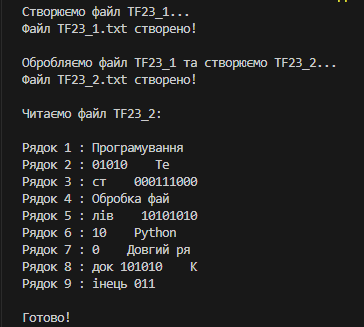 Створюємо файл TF23_1...
Файл TF23_1.txt створено!
Обробляємо файл TF23_1 та створюємо TF23_2...
Файл TF23_2.txt створено!
Читаємо файл TF23_2:
Рядок 1 : Програмування
Рядок 2 : 01010    Те
Рядок 3 : ст    000111000
Рядок 4 : Обробка фай
Рядок 5 : лів    10101010
Рядок 6 : 10    Python
Рядок 7 : 0    Довгий ря
Рядок 8 : док 101010    К
Рядок 9 : інець 011
Готово!